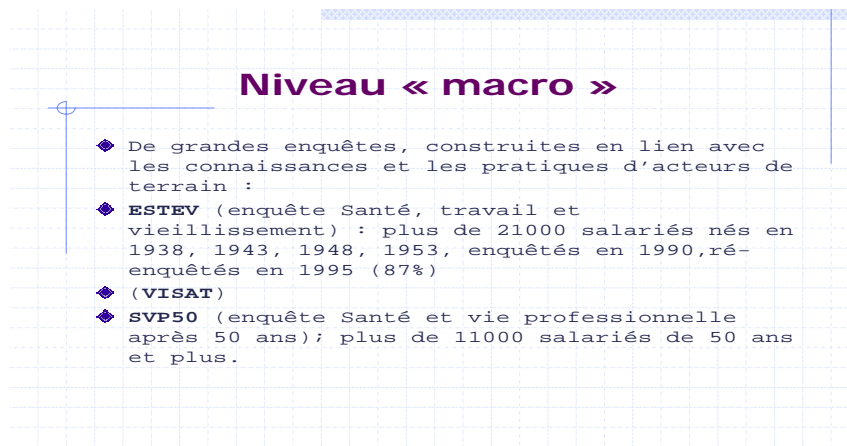 Niveau « macro »
De grandes enquêtes, construites en lien avec
les connaissances et les pratiques d’acteurs de
terrain :
ESTEV (enquête Santé, travail et
vieillissement) : plus de 21000 salariés nés en
1938, 1943, 1948, 1953, enquêtés en 1990,ré-
enquêtés en 1995 (87%)
(VISAT)
SVP50 (enquête Santé et vie professionnelle
après 50 ans); plus de 11000 salariés de 50 ans
et plus.